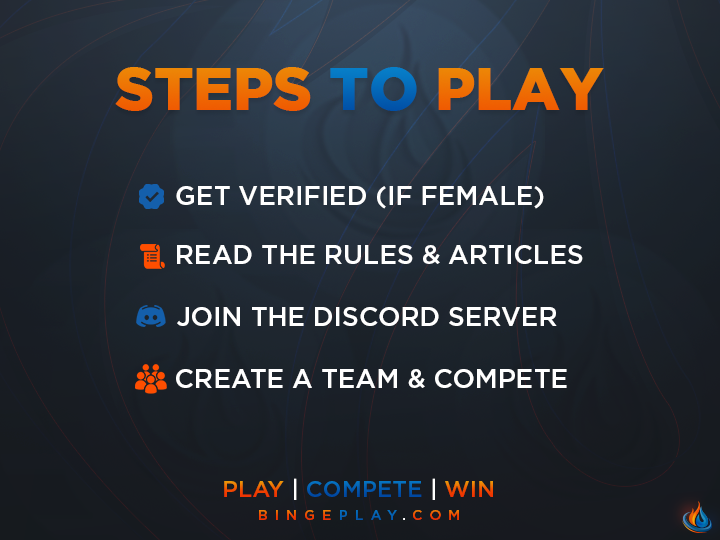 STEPS TO PLAY
GET VERIFIED (IF FEMALE)
READ THE RULES & ARTICLES
JOIN THE DISCORD SERVER
CREATE A TEAM & COMPETE
PLAY | COMPETE | WIN
BINGEPLAY.COM